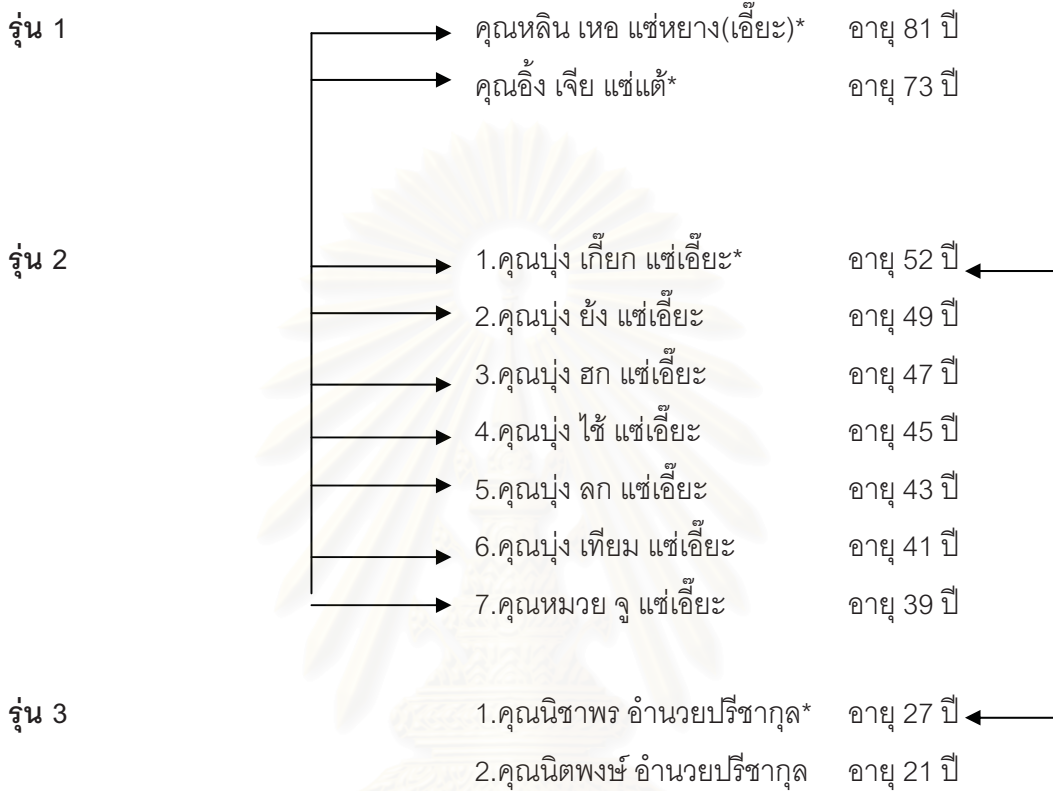 รุ่น 1 คุณหลิน เหอ แซ่หยาง(เอี๊ยะ)* อายุ 81 ปี
คุณอิ้ง เจีย แซ่แต้* อายุ 73 ปี
รุ่น 2 1.คุณบุ่ง เกี๊ยก แซ่เอี๊ยะ* อายุ 52 ปี
2.คุณบุ่ง ย้ง แซ่เอี๊ยะ อายุ 49 ปี
3.คุณบุ่ง ฮก แซ่เอี๊ยะ อายุ 47 ปี
4.คุณบุ่ง ไช้ แซ่เอี๊ยะ อายุ 45 ปี
5.คุณบุ่ง ลก แซ่เอี๊ยะ อายุ 43 ปี
6.คุณบุ่ง เทียม แซ่เอี๊ยะ อายุ 41 ปี
7.คุณหมวย จู แซ่เอี๊ยะ อายุ 39 ปี
รุ่น 3 1.คุณนิชาพร อำนวยปรีชากุล* อายุ 27 ปี
2.คุณนิตพงษ์ อำนวยปรีชากุล อายุ 21 ปี